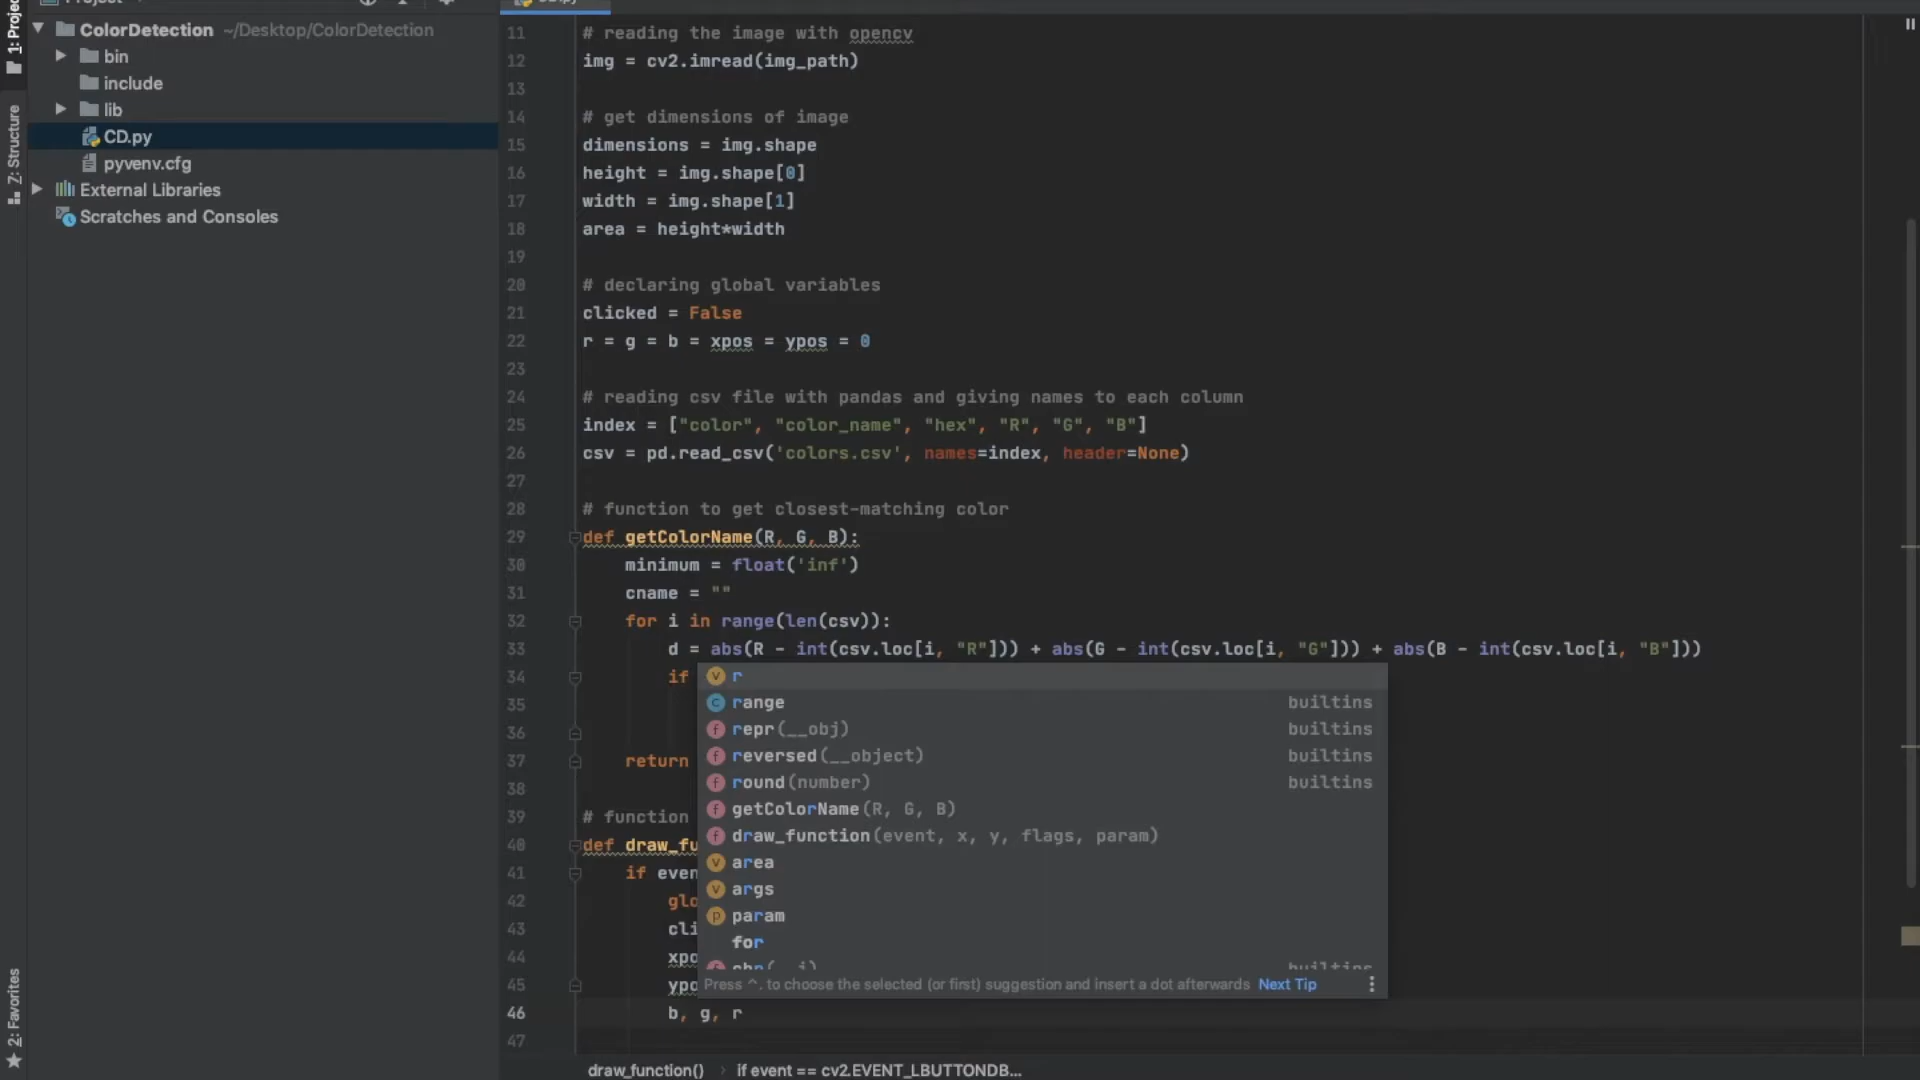 1: Project
Project
ColorDetection ~/Desktop/ColorDetection
bin
include
lib
CD.py
pyvenv.cfg
External Libraries
Scratches and Consoles
Z: Structure
2: Favorites
CD.py
11 # reading the image with opencv
12 img = cv2.imread(img_path)
13
14 # get dimensions of image
15 dimensions = img.shape
16 height = img.shape[0]
17 width = img.shape[1]
18 area = height*width
19
20 # declaring global variables
21 clicked = False
22 r = g = b = xpos = ypos = 0
23
24 # reading csv file with pandas and giving names to each column
25 index = ["color", "color_name", "hex", "R", "G", "B"]
26 csv = pd.read_csv('colors.csv', names=index, header=None)
27
28 # function to get closest-matching color
29 def getColorName(R, G, B):
30 minimum = float('inf')
31 cname = ""
32 for i in range(len(csv)):
33 d = abs(R - int(csv.loc[i, "R"])) + abs(G - int(csv.loc[i, "G"])) + abs(B - int(csv.loc[i, "B"]))
34 if
35
36
37 return
38
39 # function
40 def draw_fu
41 if even
42 glo
43 cli
44 xpo
45 ypo
46 b, g, r
47
r
range builtins
repr(__obj) builtins
reversed(__object) builtins
round(number) builtins
getColorName(R, G, B)
draw_function(event, x, y, flags, param)
area
args
param
for
Press ^. to choose the selected (or first) suggestion and insert a dot afterwards Next Tip
draw_function() › if event == cv2.EVENT_LBUTTONDB...